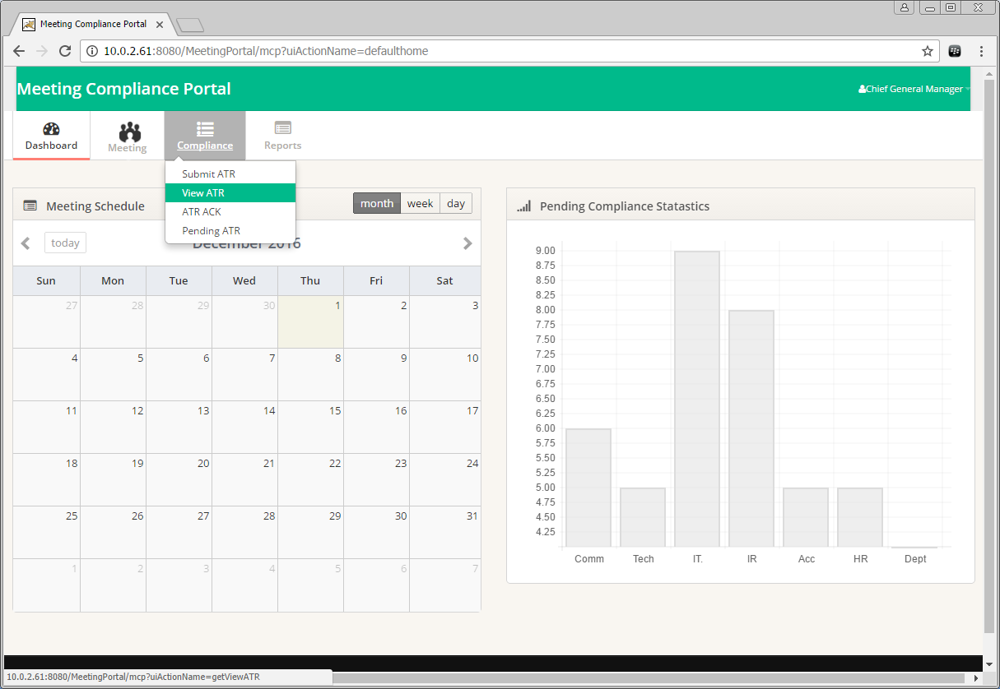 Meeting Compliance Portal
10.0.2.61:8080/MeetingPortal/mcp?uiActionName=defaulthome
Meeting Compliance Portal
Chief General Manager
Dashboard
Meeting
Compliance
Reports
Submit ATR
View ATR
ATR ACK
Pending ATR
Meeting Schedule
month week day
today
December 2016
Sun Mon Tue Wed Thu Fri Sat
27 28 29 30 1 2 3
4 5 6 7 8 9 10
11 12 13 14 15 16 17
18 19 20 21 22 23 24
25 26 27 28 29 30 31
1 2 3 4 5 6 7
Pending Compliance Statastics
9.00
8.75
8.50
8.25
8.00
7.75
7.50
7.25
7.00
6.75
6.50
6.25
6.00
5.75
5.50
5.25
5.00
4.75
4.50
4.25
Comm Tech IT. IR Acc HR Dept
10.0.2.61:8080/MeetingPortal/mcp?uiActionName=getViewATR